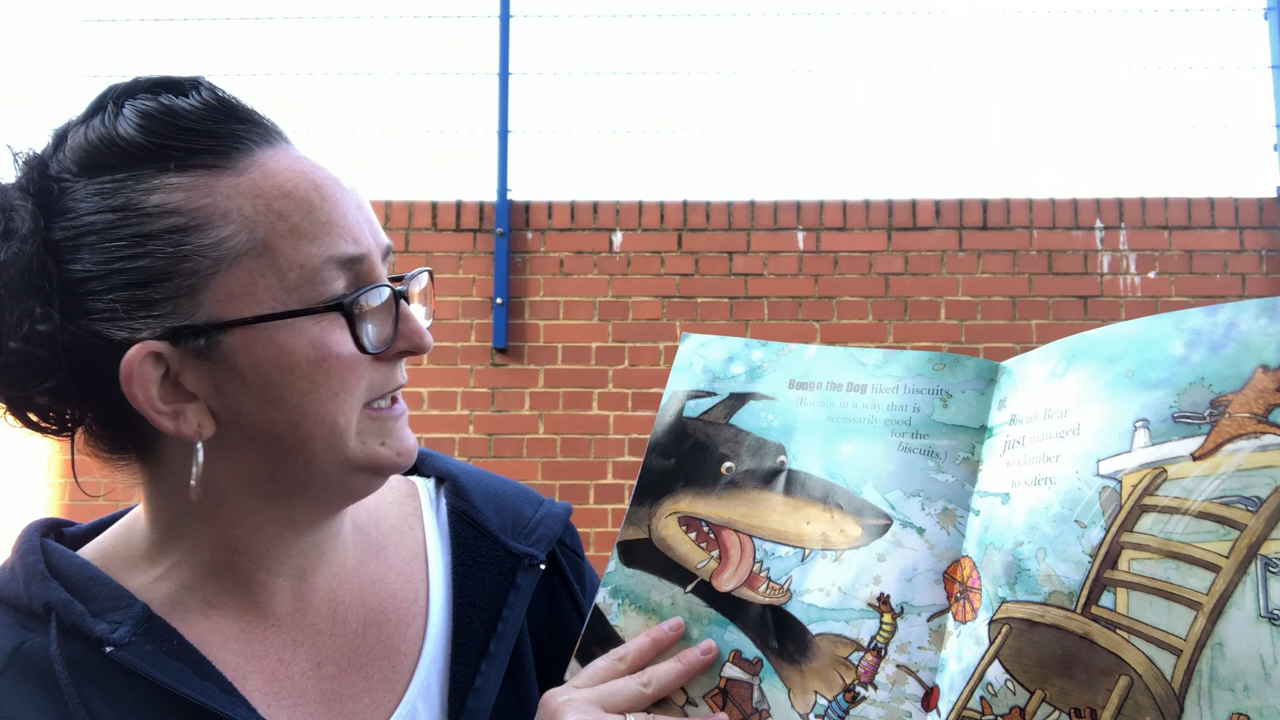 Bongo the Dog liked biscuits.
(But not in a way that is
necessarily good
for the
biscuits.)
Biscuit Bear
just managed
to clamber
to safety.